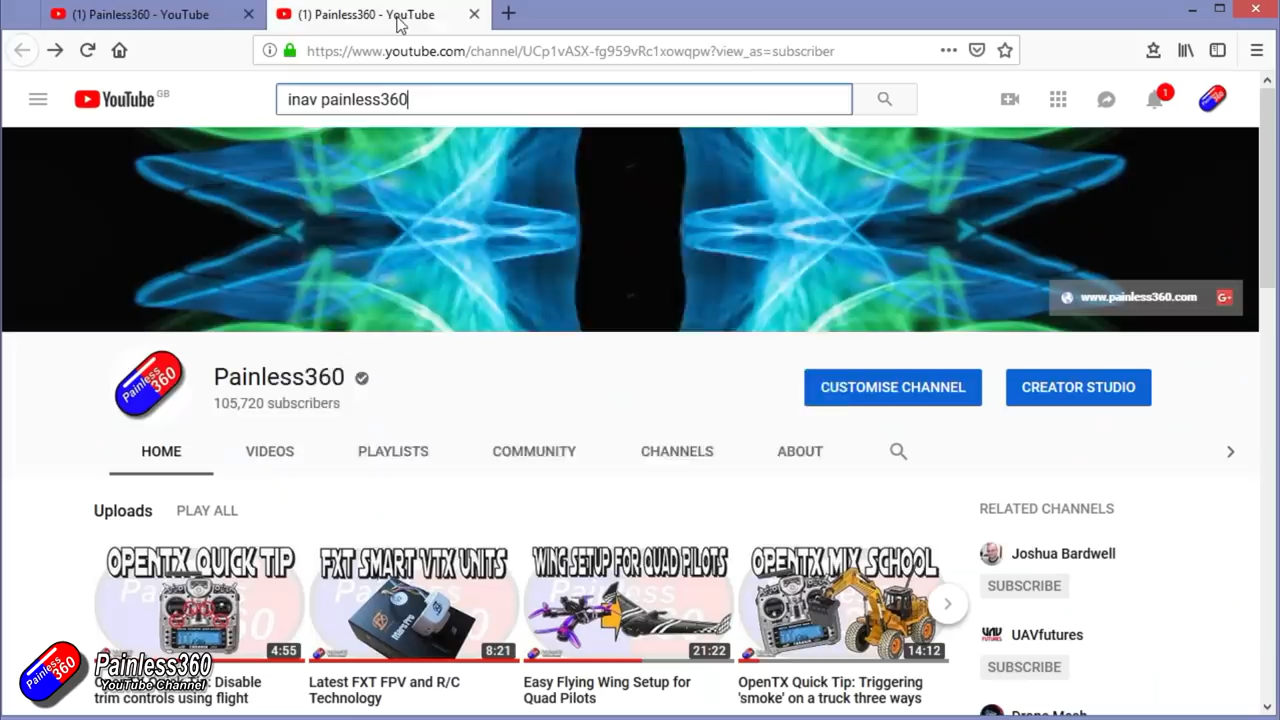 (1) Painless360 - YouTube
(1) Painless360 - YouTube
https://www.youtube.com/channel/UCp1vASX-fg959vRc1xowqpw?view_as=subscriber
YouTube GB
inav painless360
1
www.painless360.com
G+
Painless 360
Painless360
105,720 subscribers
CUSTOMISE CHANNEL
CREATOR STUDIO
HOME
VIDEOS
PLAYLISTS
COMMUNITY
CHANNELS
ABOUT
Uploads
PLAY ALL
RELATED CHANNELS
OPENTX QUICK TIP
4:55
FXT SMART VTX UNITS
8:21
WING SETUP FOR QUAD PILOTS
21:22
OPENTX MIX SCHOOL
14:12
Joshua Bardwell
SUBSCRIBE
UAVfutures
SUBSCRIBE
Disable
trim controls using flight
Latest FXT FPV and R/C
Technology
Easy Flying Wing Setup for
Quad Pilots
OpenTX Quick Tip: Triggering
'smoke' on a truck three ways
Painless 360
Painless360
YouTube Channel